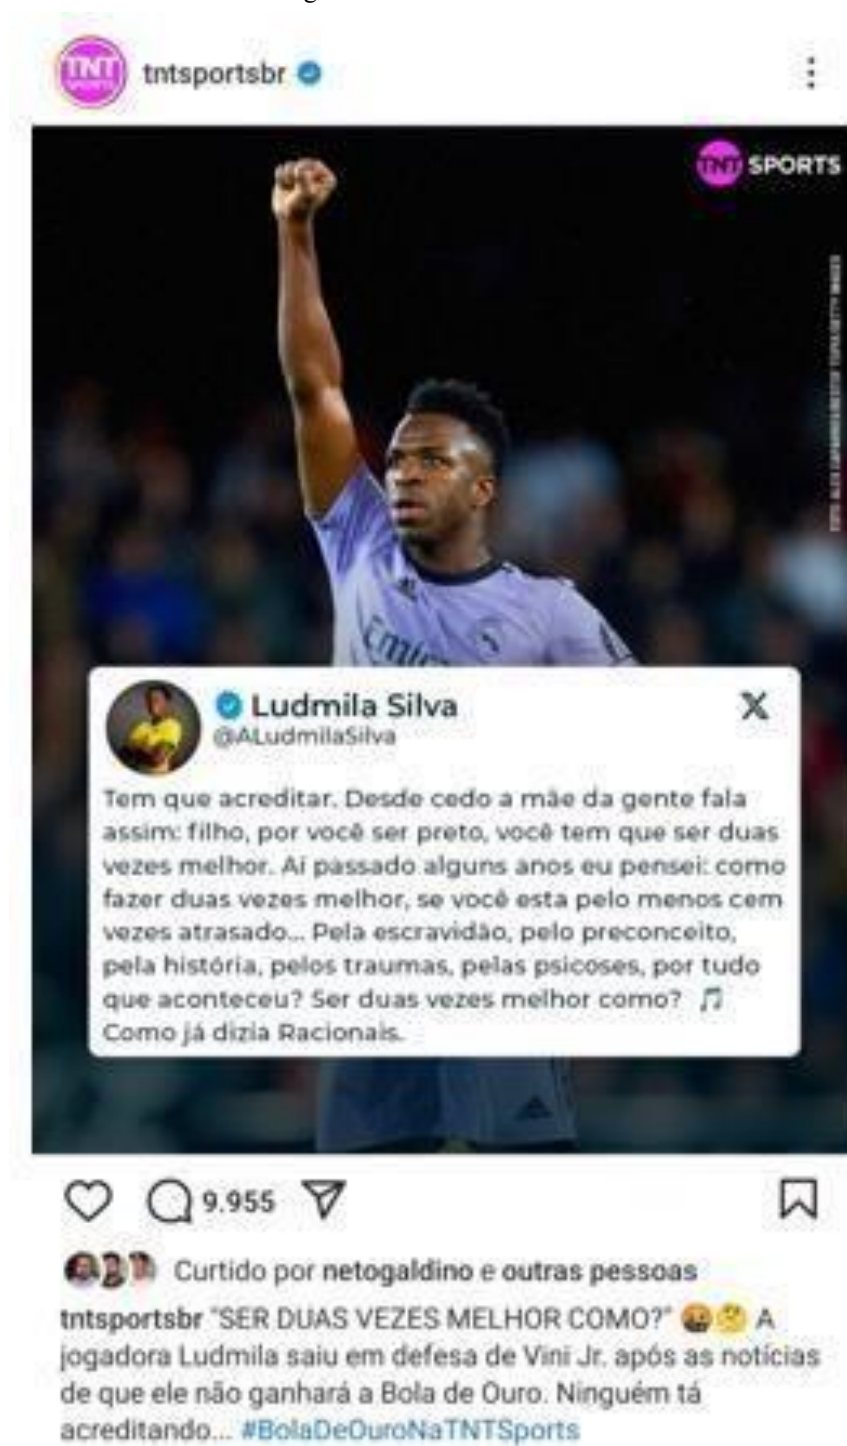 TNT
SPORTS
tntsportsbr
TNT SPORTS
Emira
Ludmila Silva
@ALudmilaSilva
X
Tem que acreditar. Desde cedo a mãe da gente fala
assim: filho, por você ser preto, você tem que ser duas
vezes melhor. Aí passado alguns anos eu pensei: como
fazer duas vezes melhor, se você esta pelo menos cem
vezes atrasado... Pela escravidão, pelo preconceito,
pela história, pelos traumas, pelas psicoses, por tudo
que aconteceu? Ser duas vezes melhor como? 🎵
Como já dizia Racionais.
9.955
Curtido por netogaldino e outras pessoas
tntsportsbr "SER DUAS VEZES MELHOR COMO?" 🤬🤔 A
jogadora Ludmila saiu em defesa de Vini Jr. após as notícias
de que ele não ganhará a Bola de Ouro. Ninguém tá
acreditando... #BolaDeOuroNaTNTSports